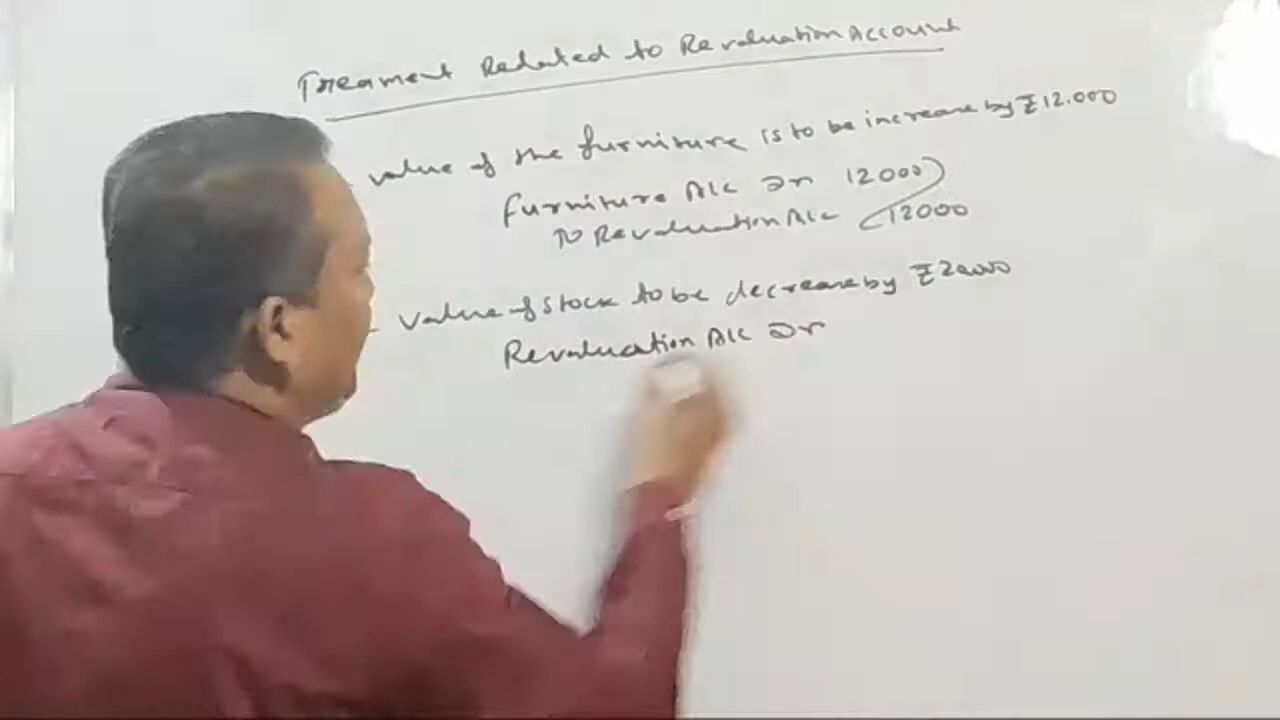 Treament Related to Revaluation Account
value of the furniture is to be increase by ₹12.000
furniture A/c Dr 12000
To Revaluation A/c 12000
value of stock to be decrease by ₹2000
Revaluation A/c Dr